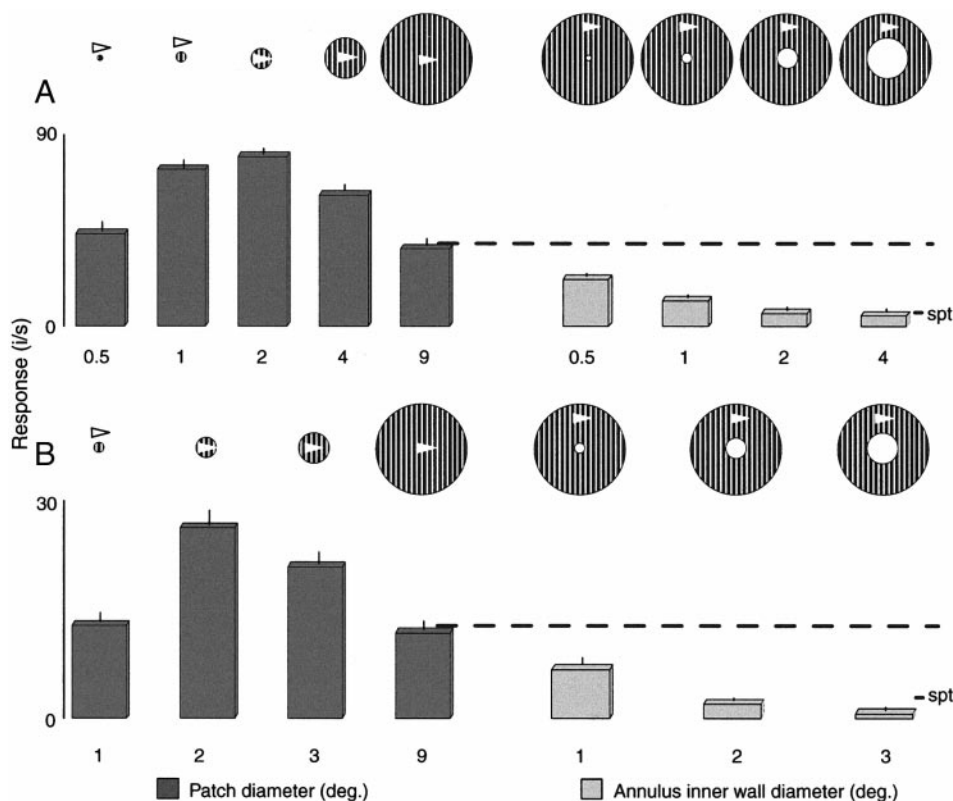 A
90
0
spt
0.5 1 2 4 9 0.5 1 2 4
Response (i/s)
B
30
15
0
spt
1 2 3 9 1 2 3
Patch diameter (deg.) Annulus inner wall diameter (deg.)